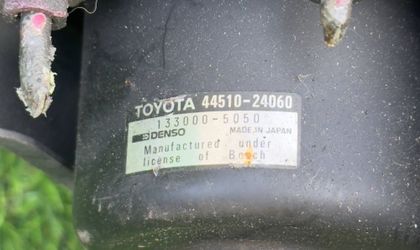 TOYOTA 44510-24060
133000-5050
DENSO MADE IN JAPAN
Manufactured under
license of Bosch